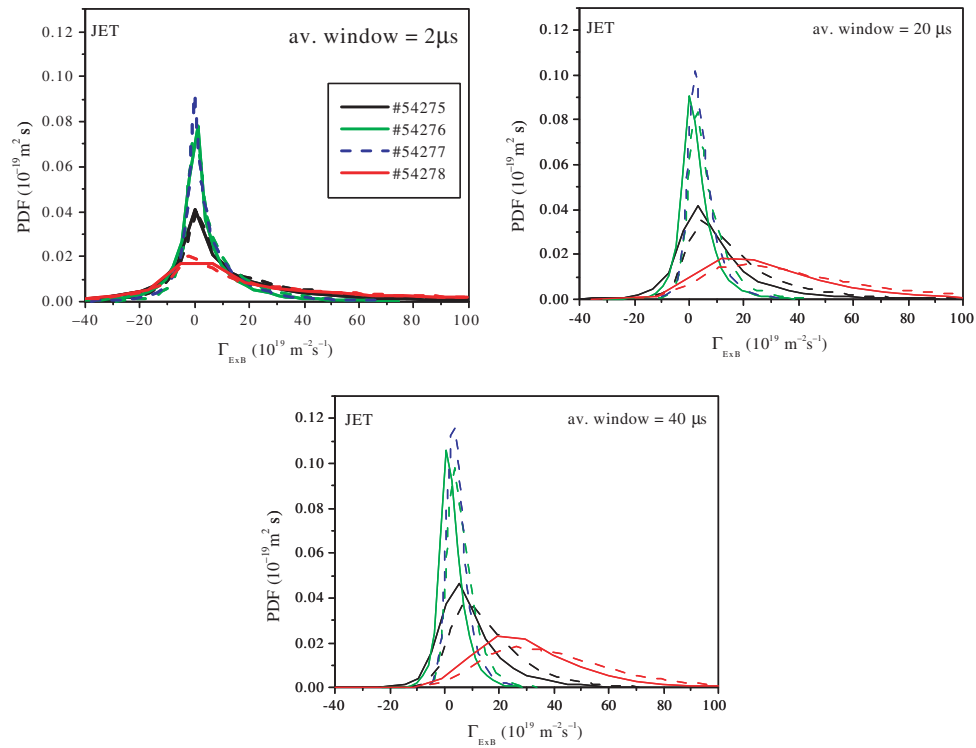 JET
av. window = 2μs
#54275
#54276
#54277
#54278
PDF (10⁻¹⁹m² s)
0.12
0.10
0.08
0.06
0.04
0.02
0.00
-40 -20 0 20 40 60 80 100
Γ_ExB (10¹⁹ m⁻²s⁻¹)
JET
av. window = 20 μs
PDF (10⁻¹⁹m² s)
0.12
0.10
0.08
0.06
0.04
0.02
0.00
-40 -20 0 20 40 60 80 100
Γ_ExB (10¹⁹ m⁻²s⁻¹)
JET
av. window = 40 μs
PDF (10⁻¹⁹m² s)
0.12
0.10
0.08
0.06
0.04
0.02
0.00
-40 -20 0 20 40 60 80 100
Γ_ExB (10¹⁹ m⁻²s⁻¹)